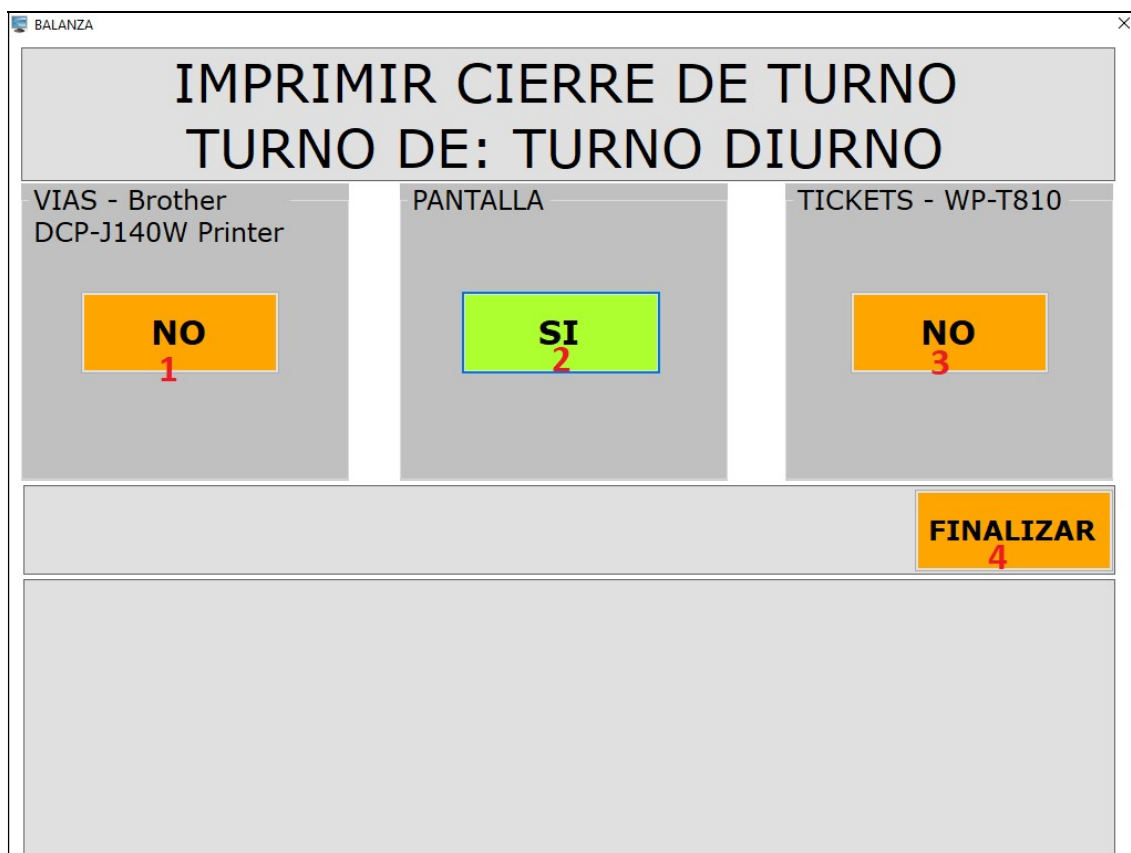 BALANZA
IMPRIMIR CIERRE DE TURNO
TURNO DE: TURNO DIURNO
VIAS - Brother
DCP-J140W Printer
NO
1
PANTALLA
SI
2
TICKETS - WP-T810
NO
3
FINALIZAR
4